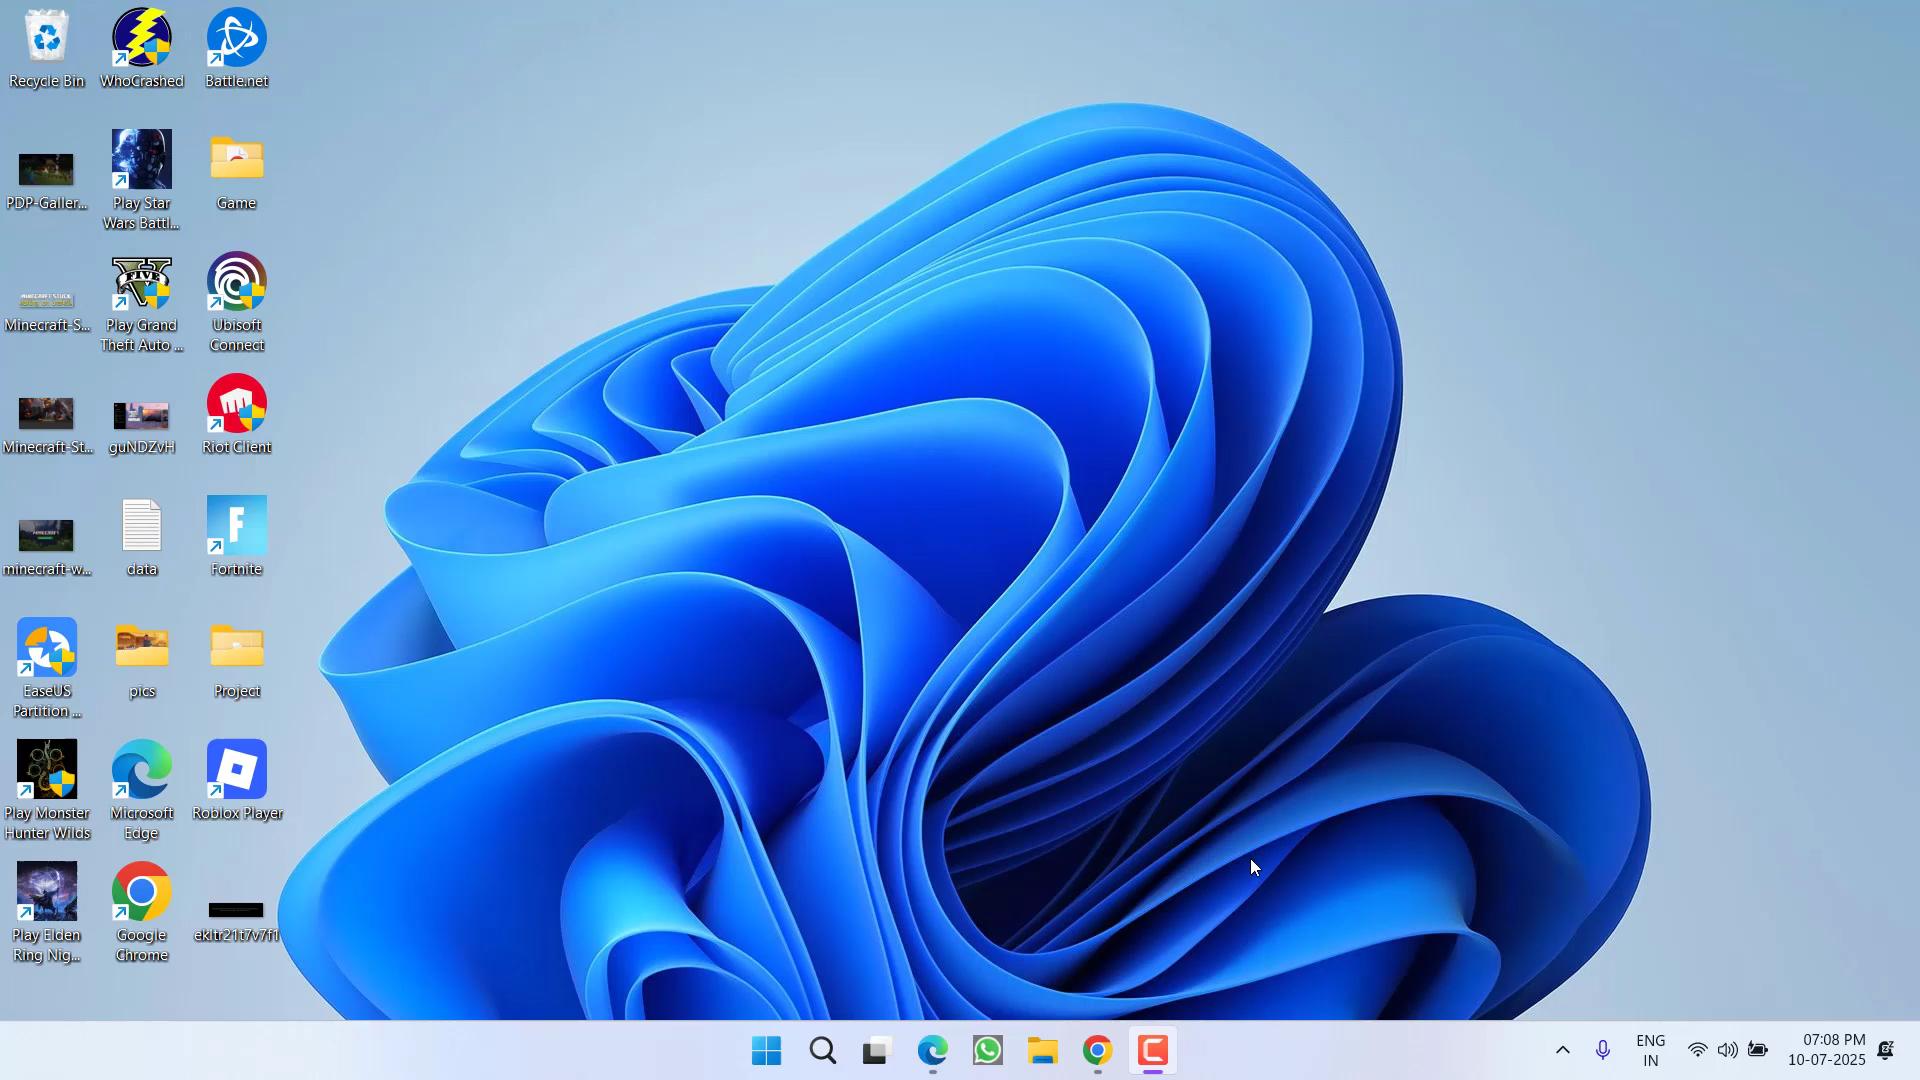 Recycle Bin
WhoCrashed
Battle.net
PDP-Galler...
Play Star
Wars Battl...
Game
Minecraft-S...
Play Grand
Theft Auto ...
Ubisoft
Connect
Minecraft-St...
guNDZvH
Riot Client
minecraft-w...
data
Fortnite
EaseUS
Partition ...
pics
Project
Play Monster
Hunter Wilds
Microsoft
Edge
Roblox Player
Play Elden
Ring Nig...
Google
Chrome
ekltr21t7v7f1
FIVE
F
ENG
IN
07:08 PM
10-07-2025